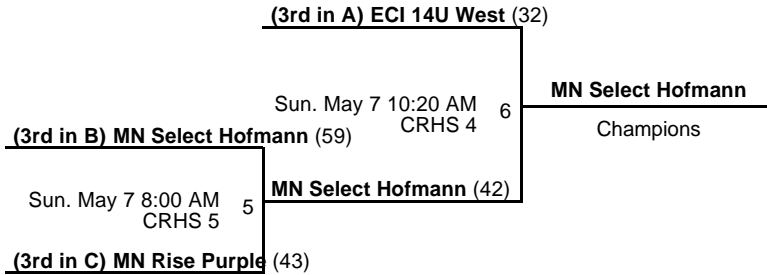 (3rd in A) ECI 14U West (32)
MN Select Hofmann
Sun. May 7 10:20 AM
CRHS 4
6
Champions
(3rd in B) MN Select Hofmann (59)
MN Select Hofmann (42)
Sun. May 7 8:00 AM
CRHS 5
5
(3rd in C) MN Rise Purple (43)